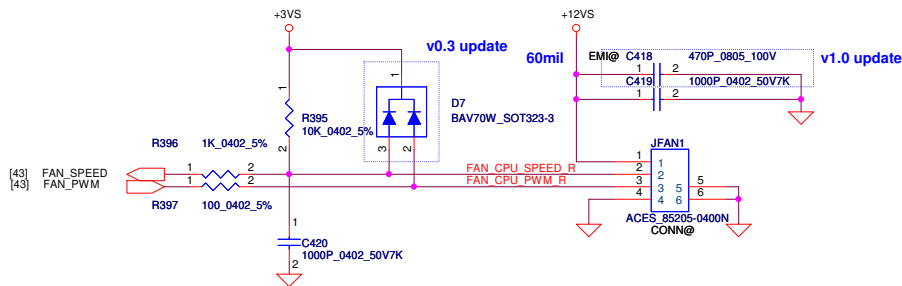 +3VS
+12VS
v0.3 update
60mil
EMI@
C418
470P_0805_100V
v1.0 update
1
2
C419
1000P_0402_50V7K
1
2
1
1
R395
10K_0402_5%
2
D7
BAV70W_SOT323-3
3
2
R396
1K_0402_5%
JFAN1
[43]
FAN_SPEED
1
2
FAN_CPU_SPEED_R
[43]
FAN_PWM
1
2
FAN_CPU_PWM_R
1
2
3
4
1
2
3
4
5
6
5
6
R397
100_0402_5%
ACES_85205-0400N
CONN@
1
C420
1000P_0402_50V7K
2